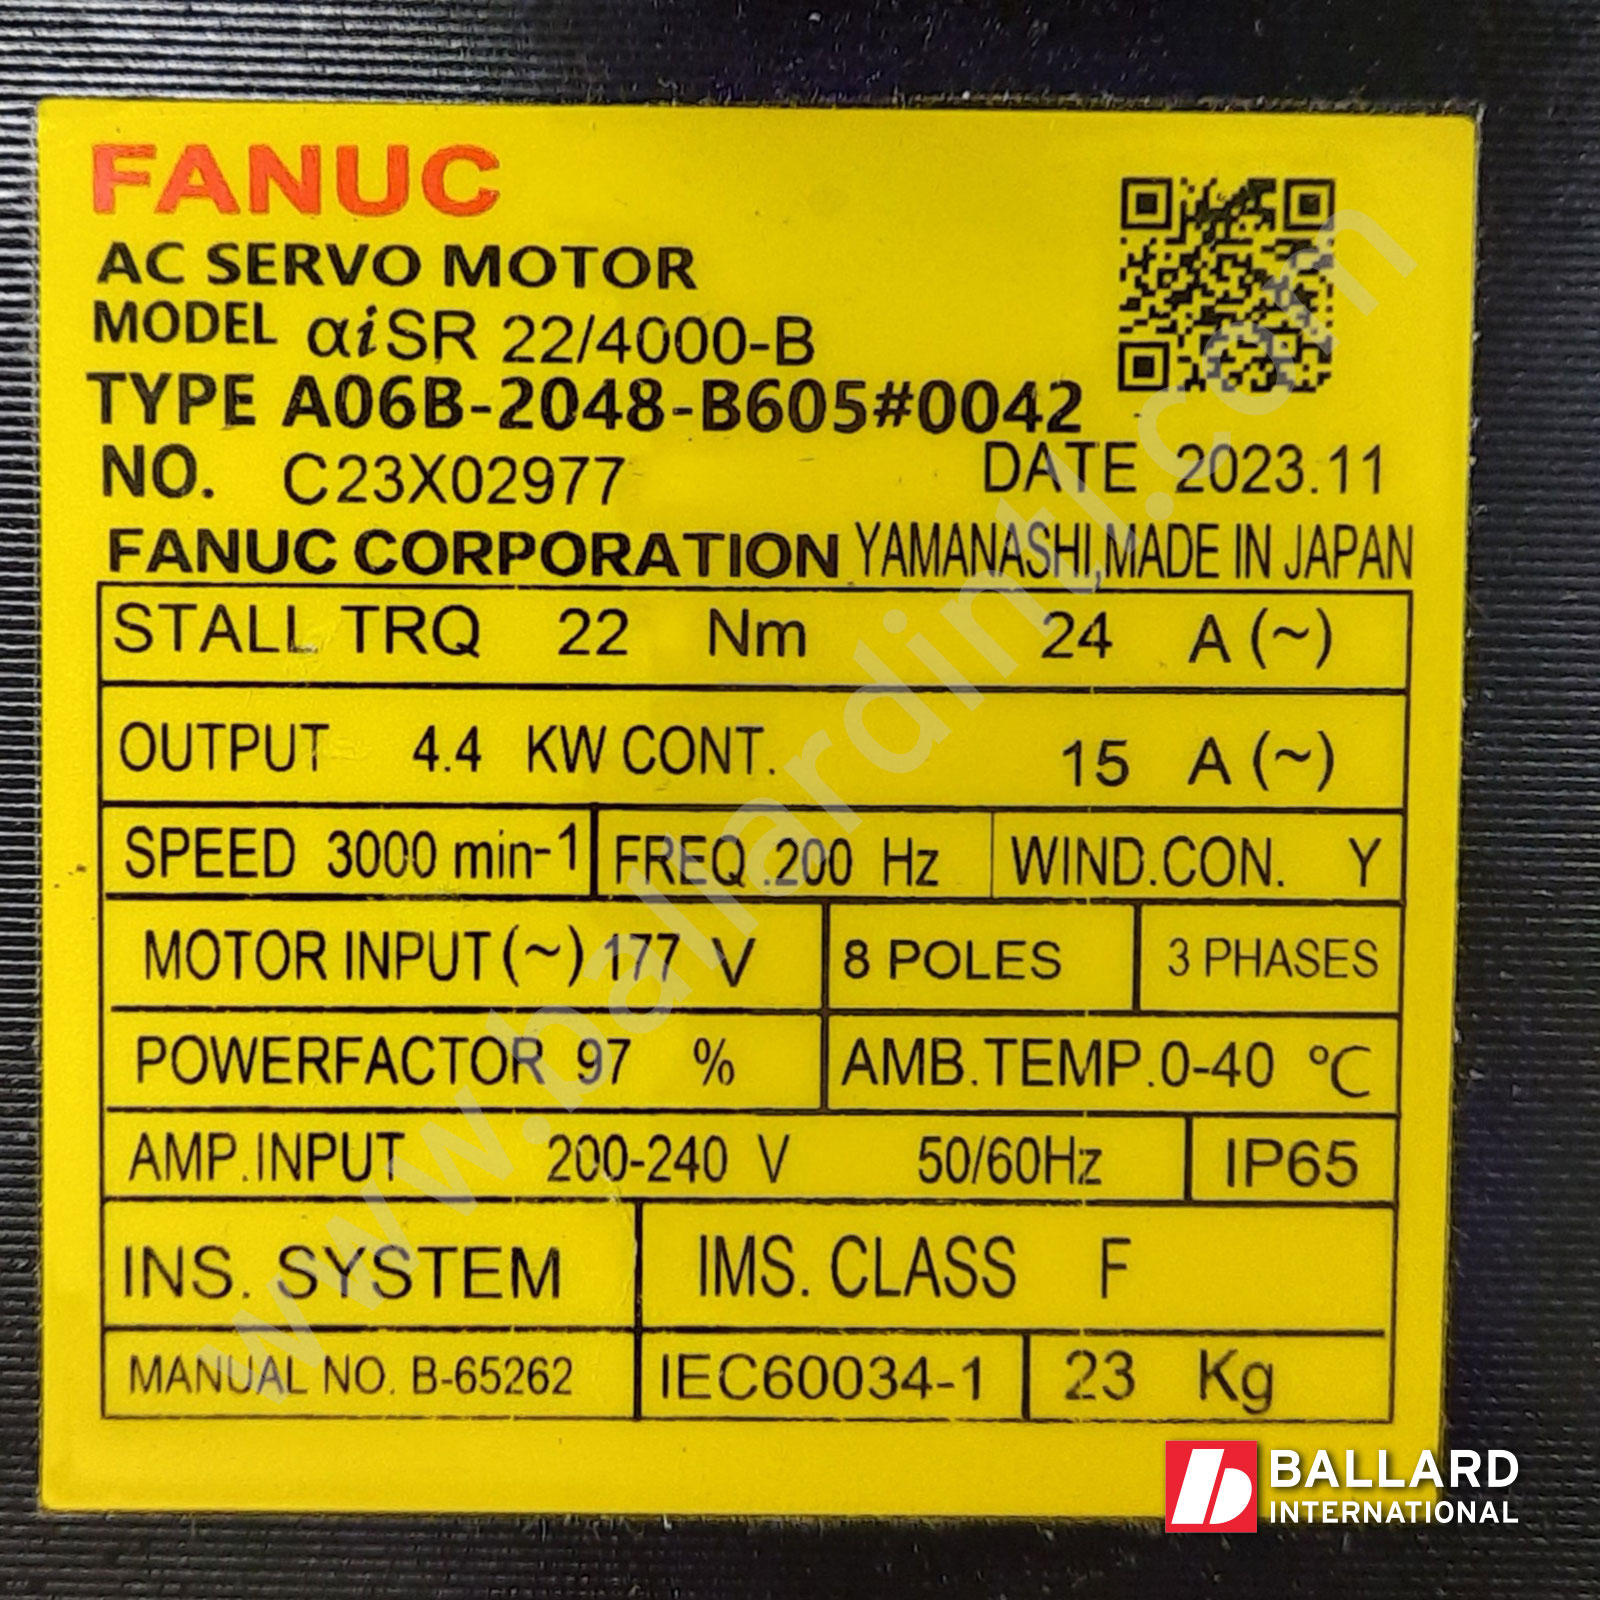 FANUC
AC SERVO MOTOR
MODEL αiSR 22/4000-B
TYPE A06B-2048-B605#0042
NO. C23X02977 DATE 2023.11
FANUC CORPORATION YAMANASHI,MADE IN JAPAN
STALL TRQ 22 Nm 24 A (~)
OUTPUT 4.4 KW CONT. 15 A (~)
SPEED 3000 min-1 FREQ.200 Hz WIND.CON. Y
MOTOR INPUT (~) 177 V 8 POLES 3 PHASES
POWERFACTOR 97 % AMB.TEMP.0-40 ℃
AMP.INPUT 200-240 V 50/60Hz IP65
INS. SYSTEM IMS. CLASS F
MANUAL NO. B-65262 IEC60034-1 23 Kg
www.ballardintl.com
BALLARD
INTERNATIONAL